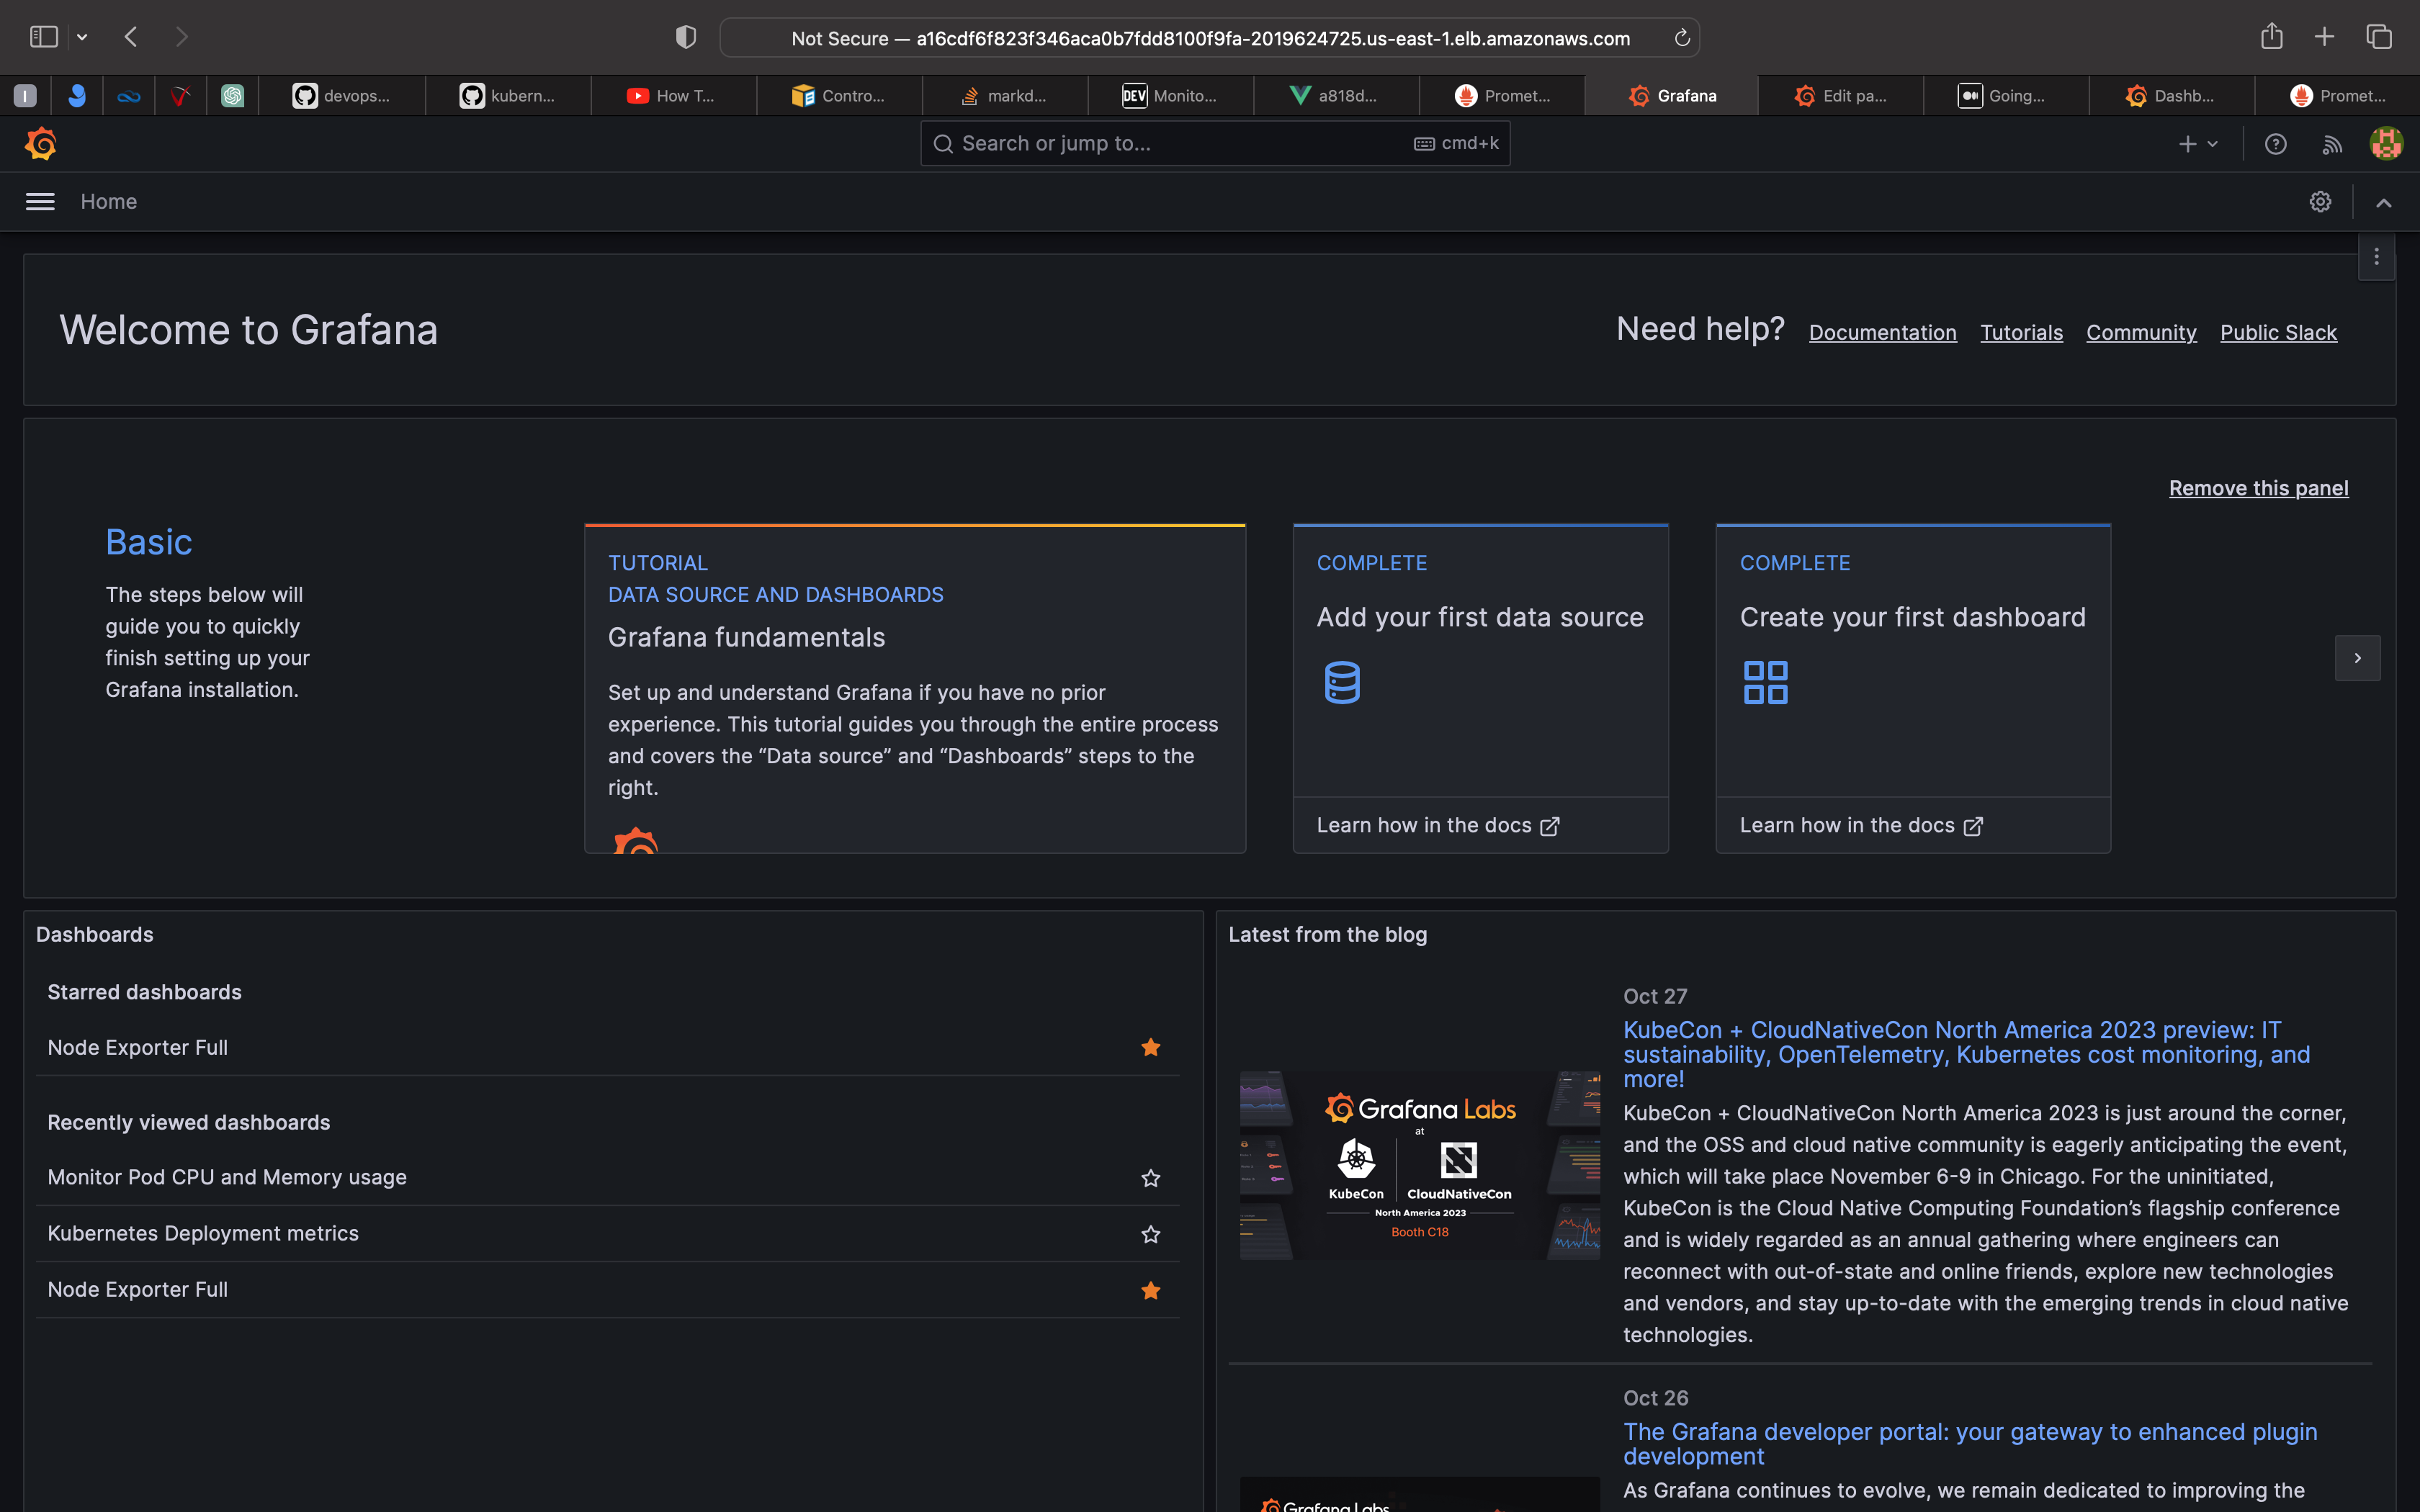 Not Secure — a16cdf6f823f346aca0b7fdd8100f9fa-2019624725.us-east-1.elb.amazonaws.com
devops...
kubern...
How T...
Contro...
markd...
DEV Monito...
a818d...
Promet...
Grafana
Edit pa...
Going...
Dashb...
Promet...
Search or jump to...
cmd+k
Home
Welcome to Grafana
Need help? Documentation Tutorials Community Public Slack
Remove this panel
Basic
The steps below will
guide you to quickly
finish setting up your
Grafana installation.
TUTORIAL
DATA SOURCE AND DASHBOARDS
Grafana fundamentals
Set up and understand Grafana if you have no prior
experience. This tutorial guides you through the entire process
and covers the “Data source” and “Dashboards” steps to the
right.
COMPLETE
Add your first data source
Learn how in the docs
COMPLETE
Create your first dashboard
Learn how in the docs
Dashboards
Starred dashboards
Node Exporter Full
Recently viewed dashboards
Monitor Pod CPU and Memory usage
Kubernetes Deployment metrics
Node Exporter Full
Latest from the blog
Grafana Labs
at
KubeCon CloudNativeCon
North America 2023
Booth C18
Oct 27
KubeCon + CloudNativeCon North America 2023 preview: IT
sustainability, OpenTelemetry, Kubernetes cost monitoring, and
more!
KubeCon + CloudNativeCon North America 2023 is just around the corner,
and the OSS and cloud native community is eagerly anticipating the event,
which will take place November 6-9 in Chicago. For the uninitiated,
KubeCon is the Cloud Native Computing Foundation’s flagship conference
and is widely regarded as an annual gathering where engineers can
reconnect with out-of-state and online friends, explore new technologies
and vendors, and stay up-to-date with the emerging trends in cloud native
technologies.
Oct 26
The Grafana developer portal: your gateway to enhanced plugin
development
As Grafana continues to evolve, we remain dedicated to improving the
Grafana Labs